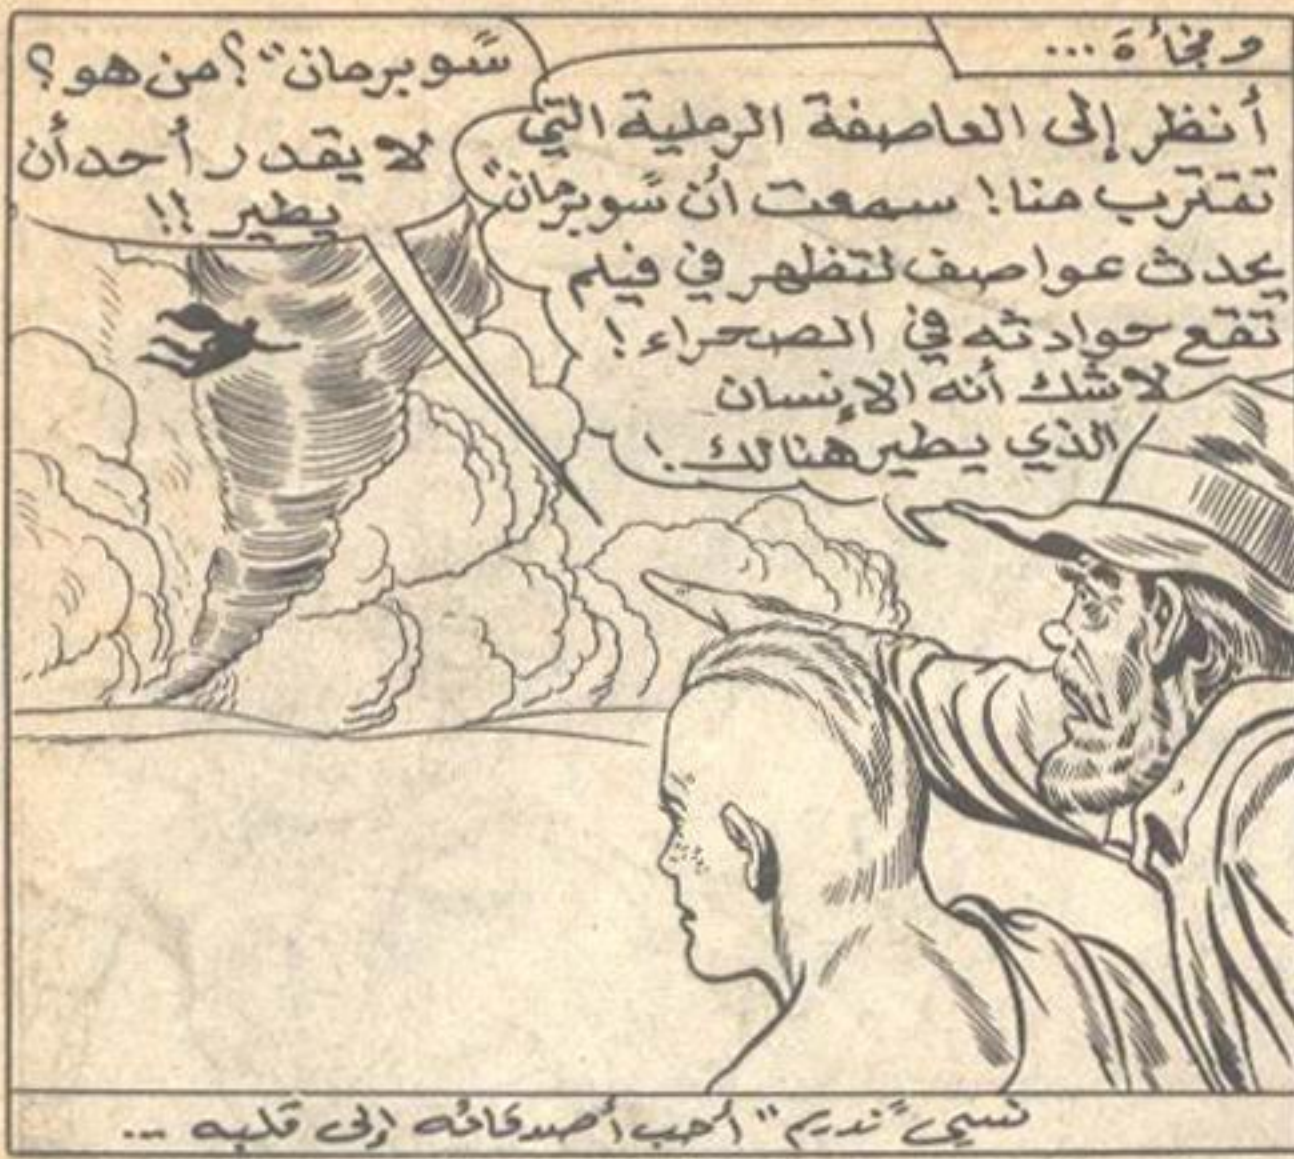 وفجأة ...
أنظر إلى العاصفة الرملية التي
تقترب منا! سمعت ان "سوبرمان"
يحدث عواصف لتظهر في فيلم
تقع حوادثه في الصحراء!
لا شك أنه الإنسان
الذي يطير هنالك!
"سوبرمان"؟ من هو؟
لا يقدر أحد أن
يطير!!
نسي "نديم" أحب أصدقائه إلى قلبه ...